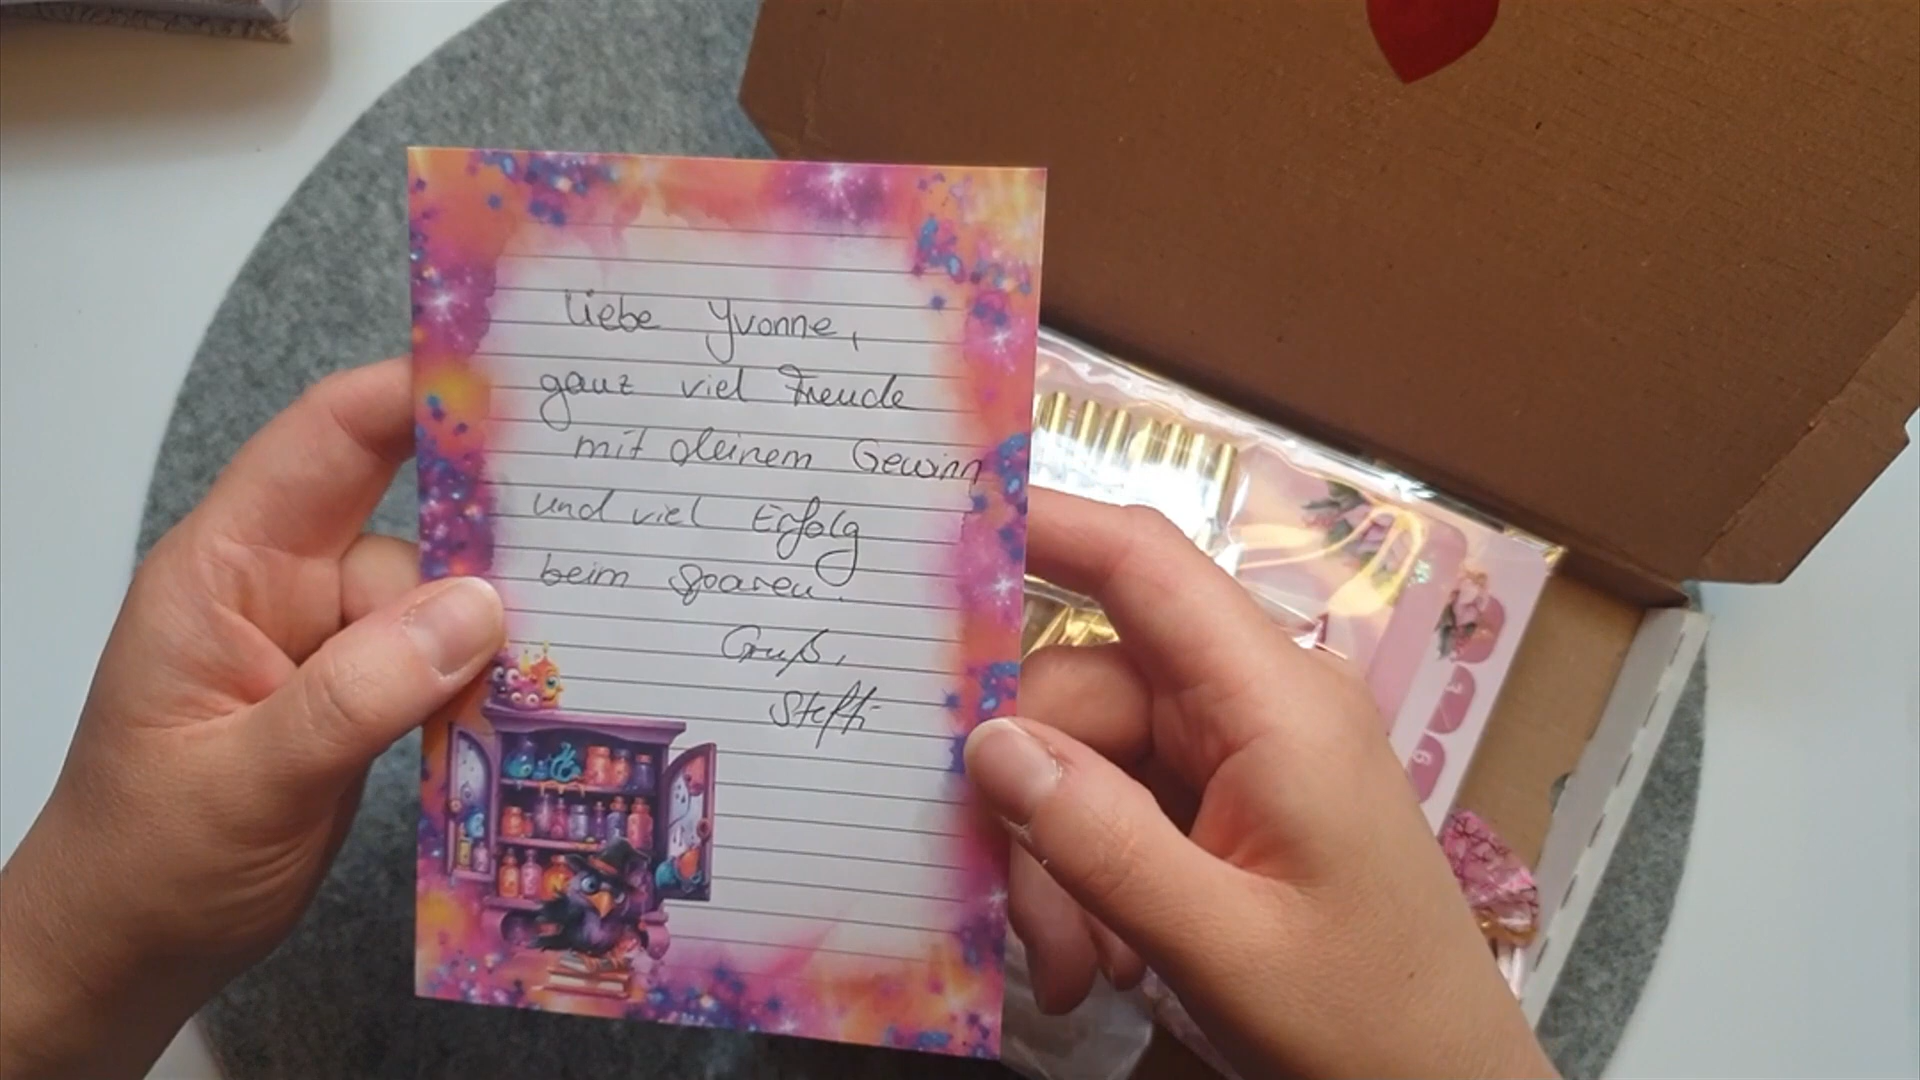 Liebe Yvonne,
ganz viel Freude
mit deinem Gewinn
und viel Erfolg
beim Sparen.
Gruß,
Steffi